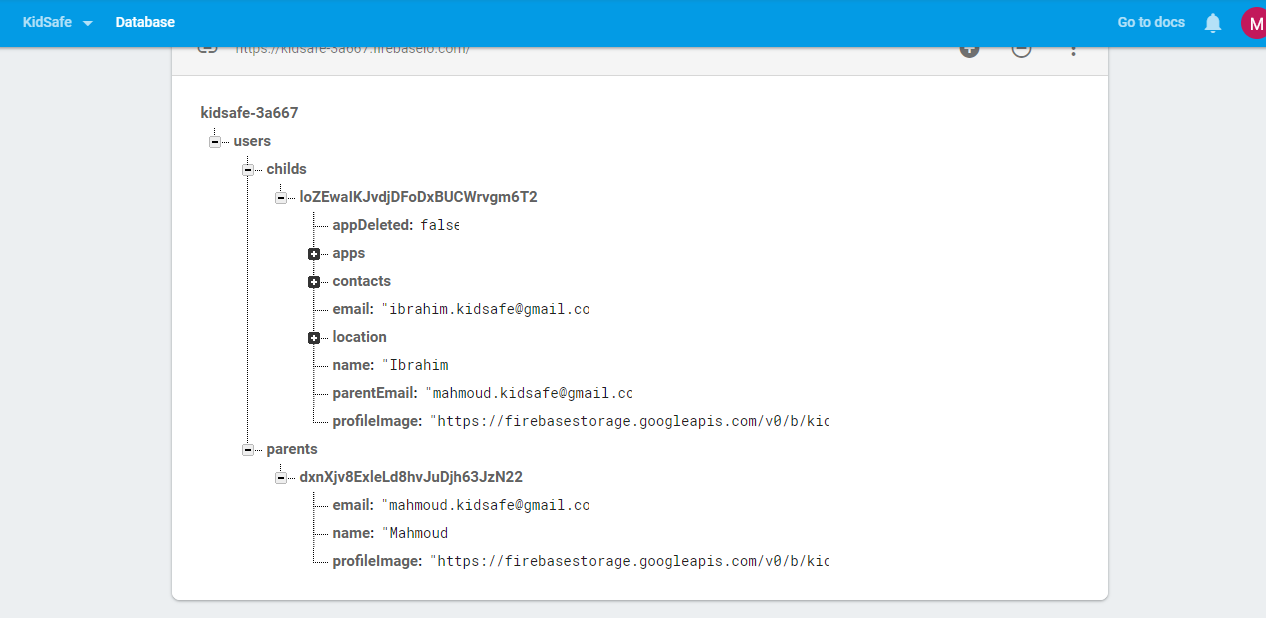 KidSafe Database Go to docs M
https://kidsafe-3a667.firebaseio.com/
kidsafe-3a667
users
childs
loZEwaIKJvdjDFoDxBUCWrvgm6T2
appDeleted: false
apps
contacts
email: "ibrahim.kidsafe@gmail.co
location
name: "Ibrahim
parentEmail: "mahmoud.kidsafe@gmail.cc
profileImage: "https://firebasestorage.googleapis.com/v0/b/kic
parents
dxnXjv8ExleLd8hvJuDjh63JzN22
email: "mahmoud.kidsafe@gmail.co
name: "Mahmoud
profileImage: "https://firebasestorage.googleapis.com/v0/b/kic